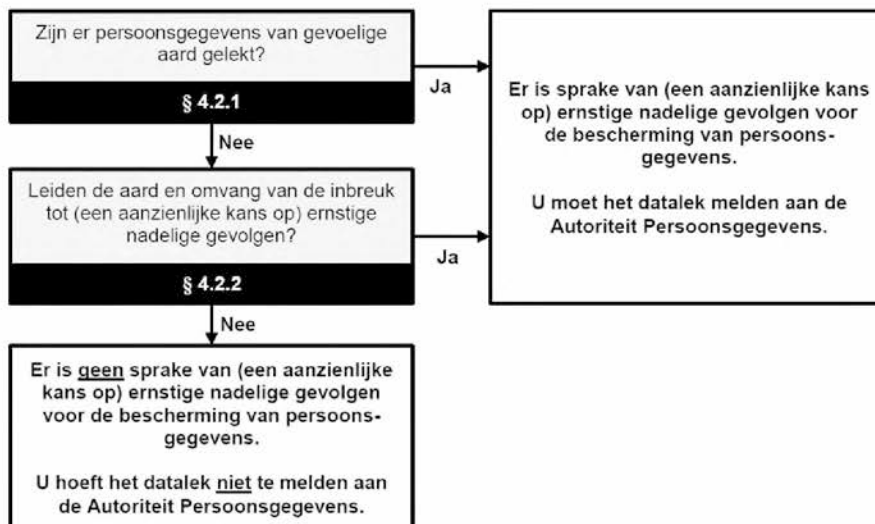 Zijn er persoonsgegevens van gevoelige
aard gelekt?
§ 4.2.1
Ja
Nee
Er is sprake van (een aanzienlijke kans
op) ernstige nadelige gevolgen voor
de bescherming van persoons-
gegevens.
U moet het datalek melden aan de
Autoriteit Persoonsgegevens.
Leiden de aard en omvang van de inbreuk
tot (een aanzienlijke kans op) ernstige
nadelige gevolgen?
§ 4.2.2
Ja
Nee
Er is geen sprake van (een aanzienlijke
kans op) ernstige nadelige gevolgen
voor de bescherming van persoons-
gegevens.
U hoeft het datalek niet te melden aan
de Autoriteit Persoonsgegevens.